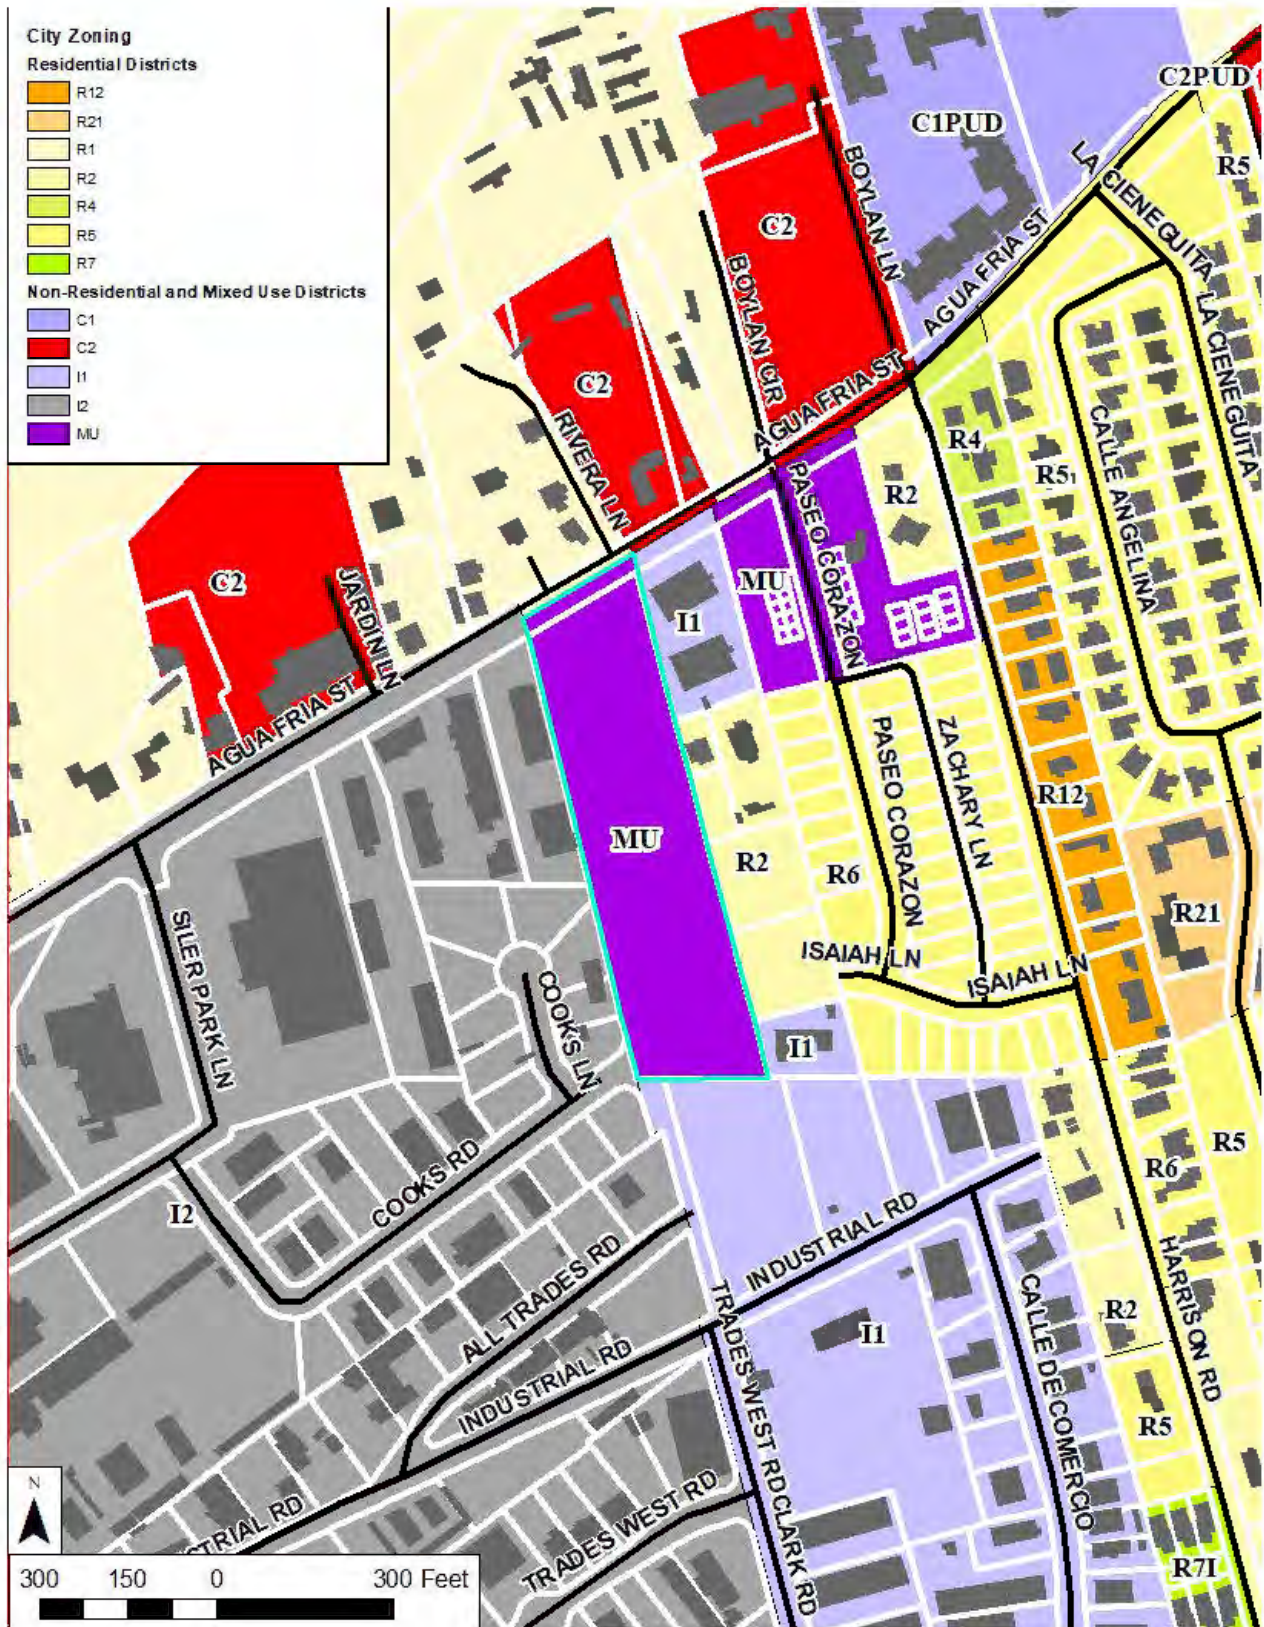 City Zoning
Residential Districts
R12
R21
R1
R2
R4
R5
R7
Non-Residential and Mixed Use Districts
C1
C2
I1
I2
MU
C2PUD
C1PUD
LA CIENEGUITA
R5
BOYLAN LN
C2
AGUA FRIA ST
BOYLAN CIR
LA CIENEGUITA
C2
AGUA FRIA ST
R4
CALLE ANGELINA
RIVERA LN
R5
R2
PASEO CORAZON
C2
JARDIN LN
MU
I1
AGUA FRIA ST
PASEO CORAZON
ZACHARY LN
R12
MU
R2
R6
R21
SILER PARK LN
ISAIAH LN
ISAIAH LN
COOKS LN
I1
R5
COOKS RD
R6
I2
INDUSTRIAL RD
ALL TRADES RD
HARRISON RD
TRADES WEST RD
CALLE DE COMERCIO
R2
I1
INDUSTRIAL RD
R5
N
TRADES WEST RD
CLARK RD
STRIAL RD
R7I
300 150 0 300 Feet